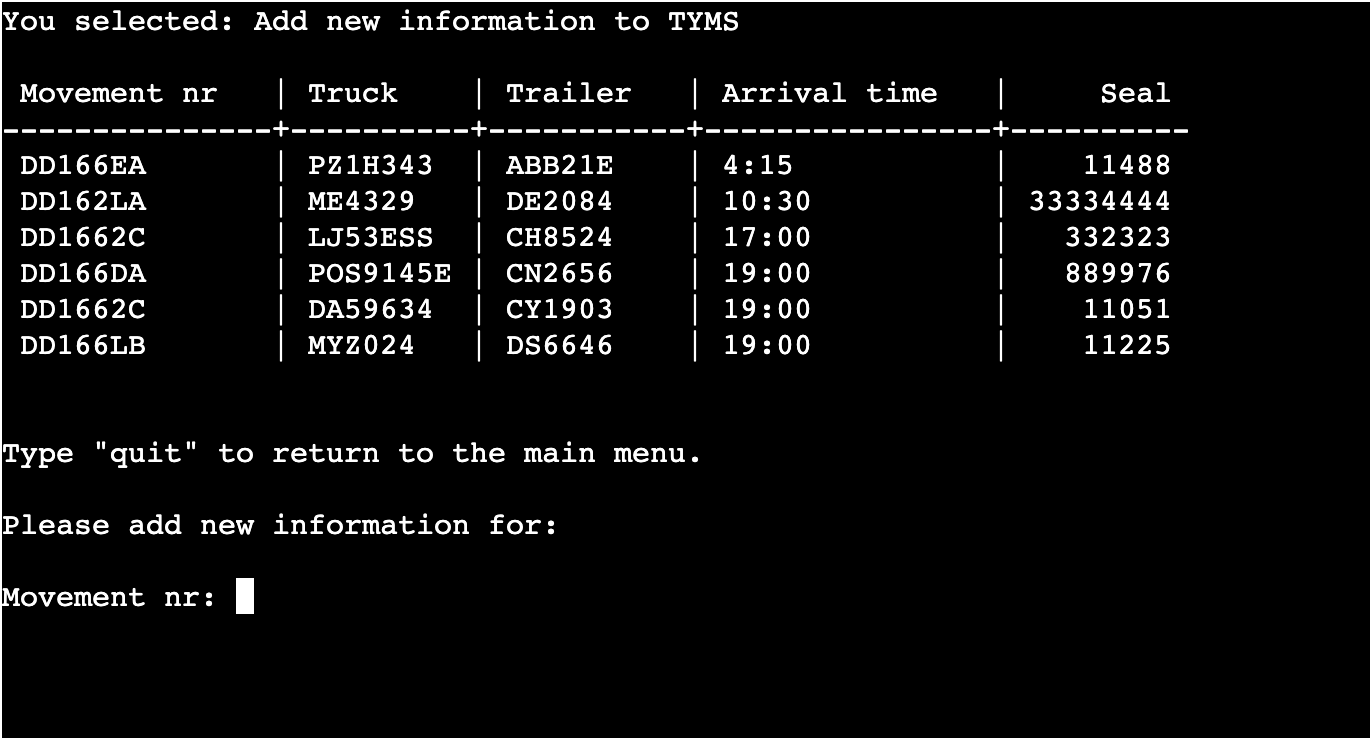 You selected: Add new information to TYMS
Movement nr | Truck | Trailer | Arrival time | Seal
---------------+----------+-----------+----------------+----------
DD166EA | PZ1H343 | ABB21E | 4:15 | 11488
DD162LA | ME4329 | DE2084 | 10:30 | 33334444
DD1662C | LJ53ESS | CH8524 | 17:00 | 332323
DD166DA | POS9145E | CN2656 | 19:00 | 889976
DD1662C | DA59634 | CY1903 | 19:00 | 11051
DD166LB | MYZ024 | DS6646 | 19:00 | 11225
Type "quit" to return to the main menu.
Please add new information for:
Movement nr: